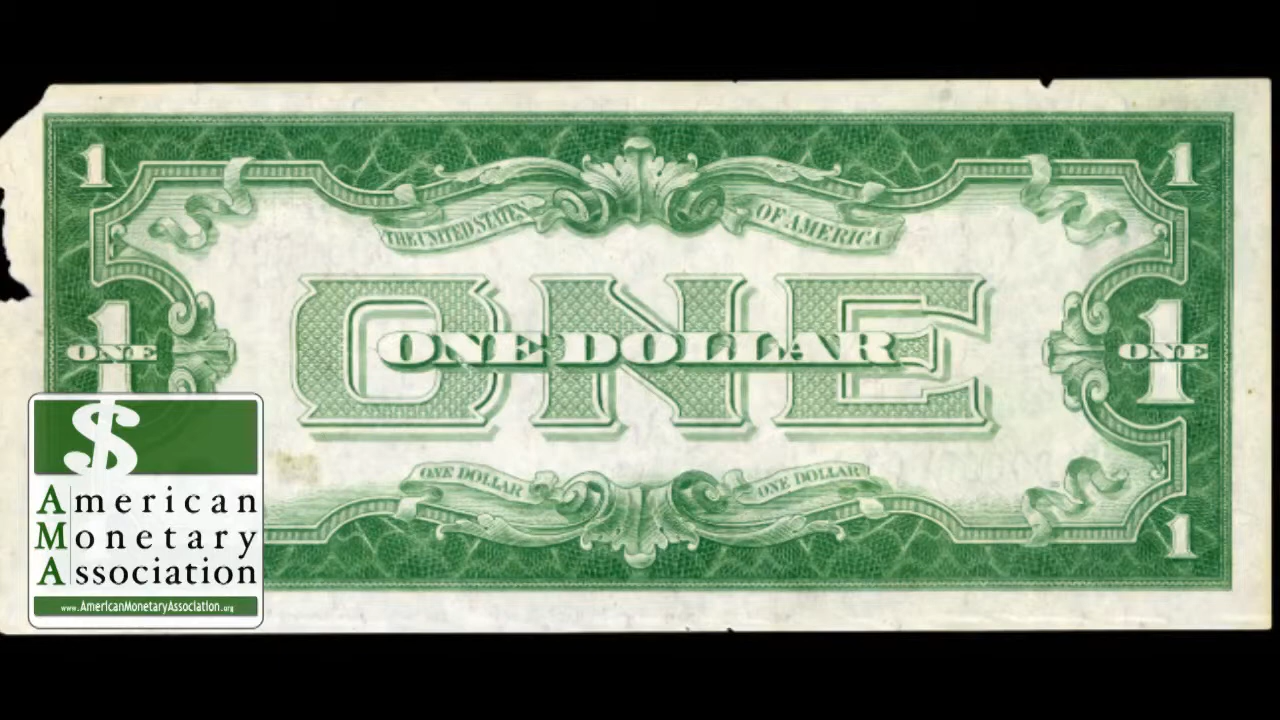 1
1
THE UNITED STATES
OF AMERICA
ONE
ONE DOLLAR
1
ONE
1
ONE
ONE DOLLAR
ONE DOLLAR
1
$
American
Monetary
Association
www.AmericanMonetaryAssociation.org